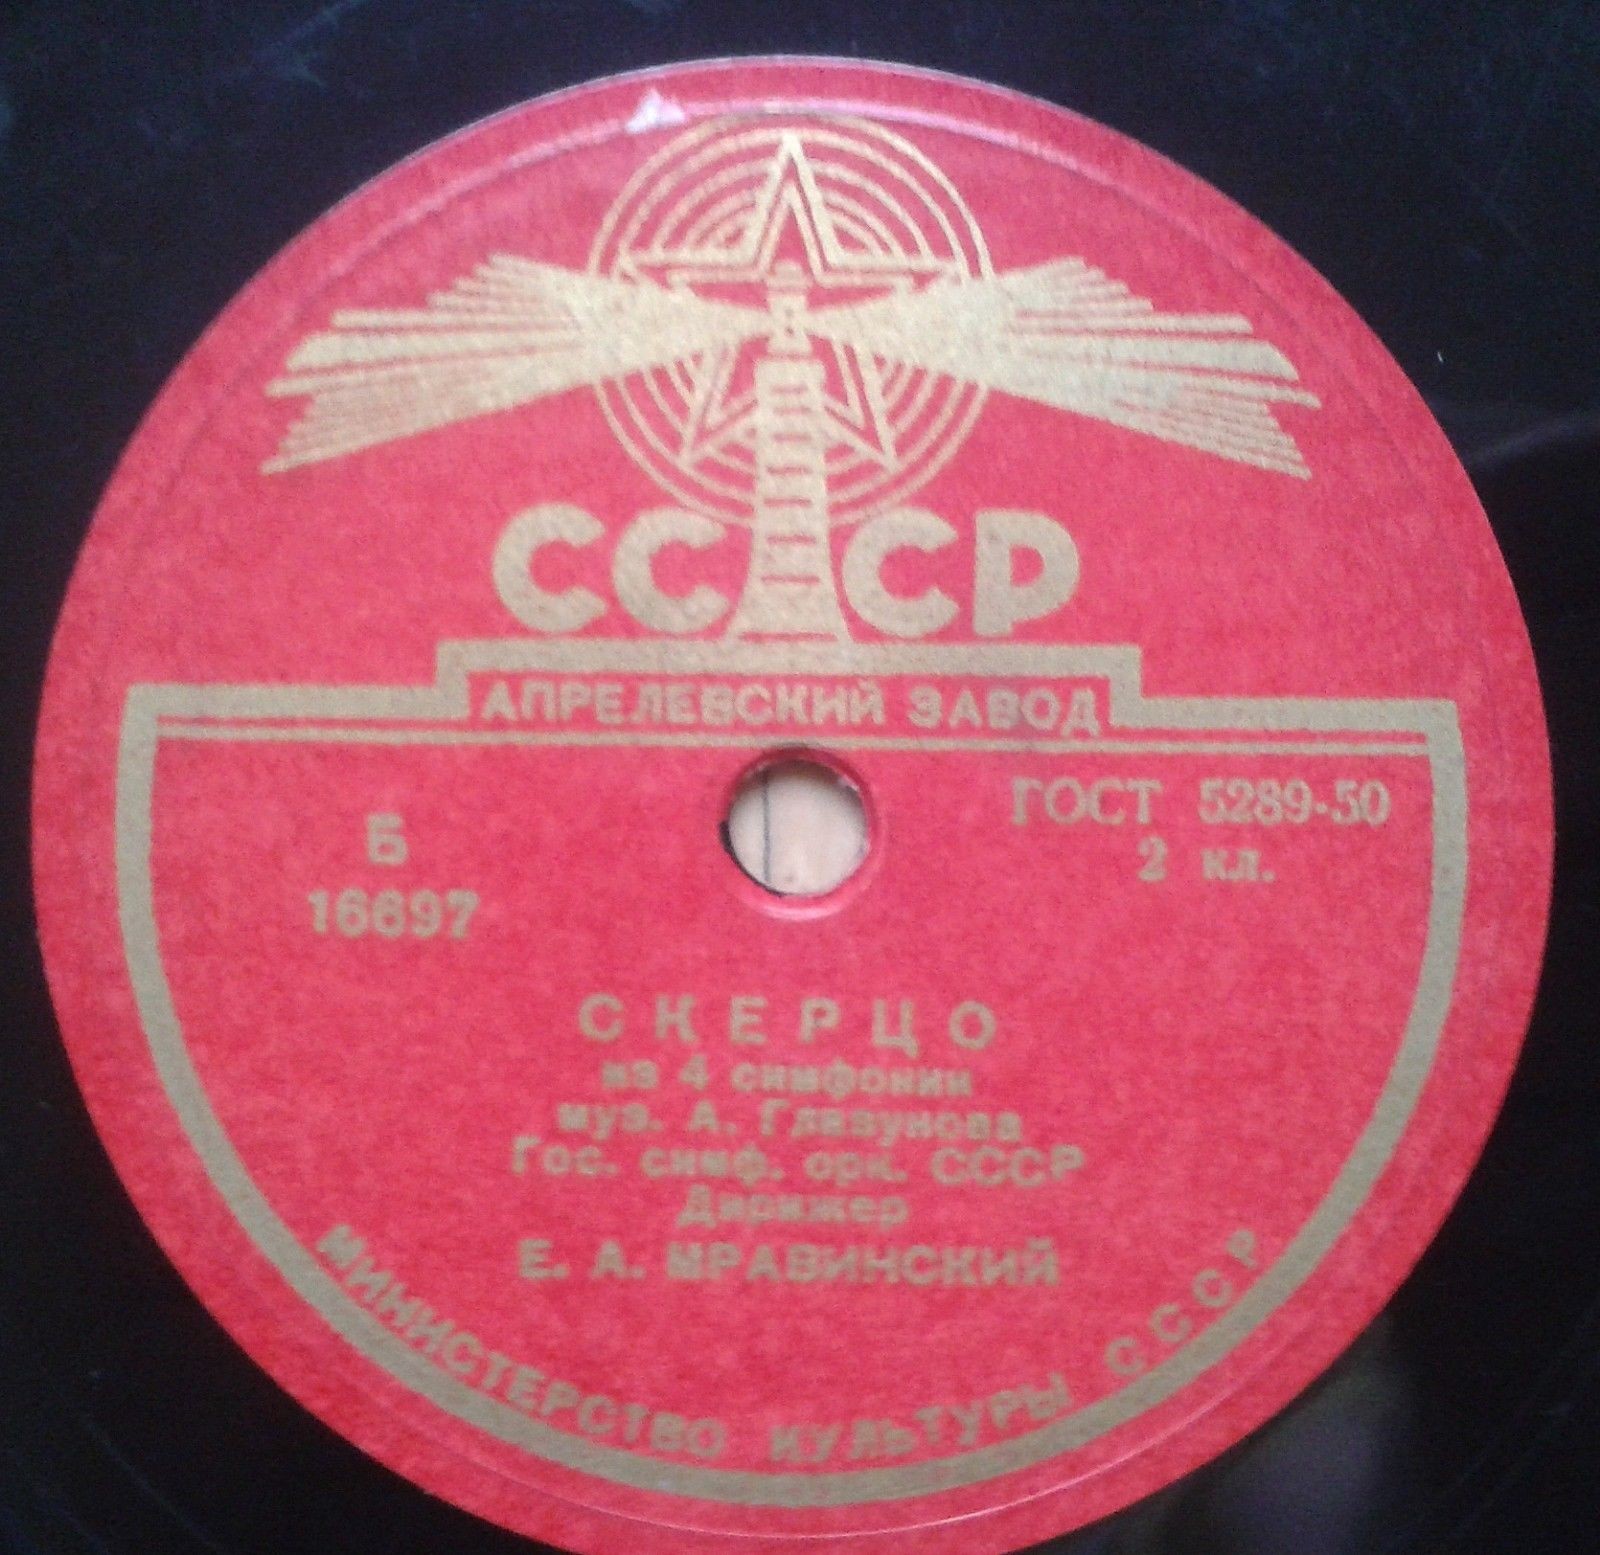 СССР
АПРЕЛЕВСКИЙ ЗАВОД
ГОСТ 5289-50
2 кл.
Б
16697
СКЕРЦО
из 4 симфонии
муз. А. Глазунова
Гос. симф. орк. СССР
Дирижер
Е. А. МРАВИНСКИЙ
МИНИСТЕРСТВО КУЛЬТУРЫ СССР